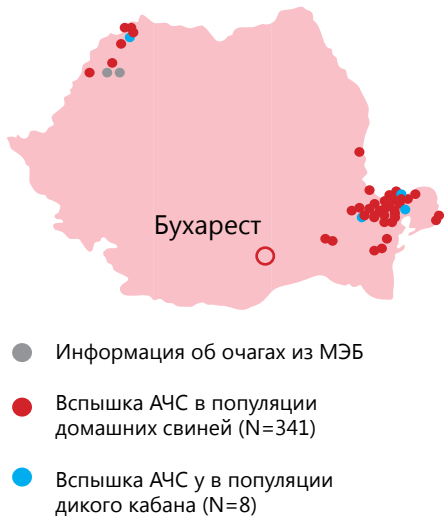 Бухарест
Информация об очагах из МЭБ
Вспышка АЧС в популяции
домашних свиней (N=341)
Вспышка АЧС у в популяции
дикого кабана (N=8)